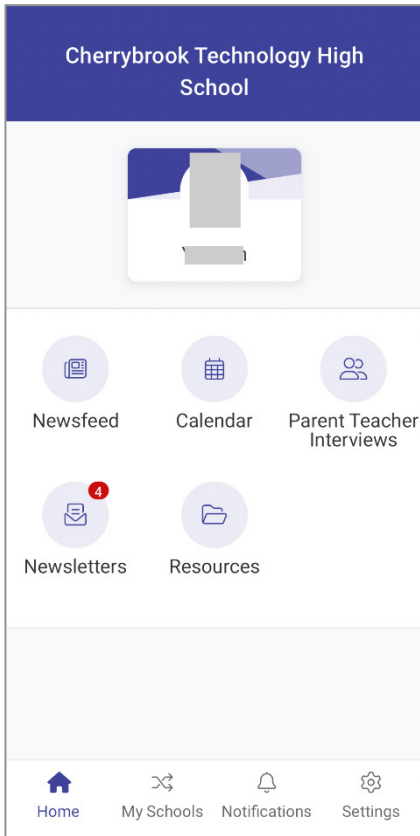 Cherrybrook Technology High
School
Newsfeed
Calendar
Parent Teacher
Interviews
4
Newsletters
Resources
Home
My Schools
Notifications
Settings